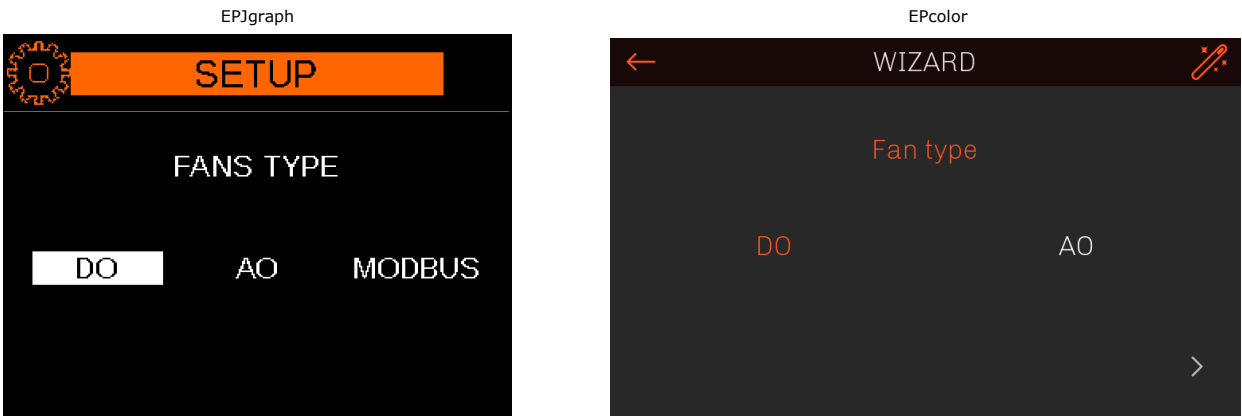 EPJgraph
SETUP
FANS TYPE
DO AO MODBUS
EPcolor
WIZARD
Fan type
DO AO